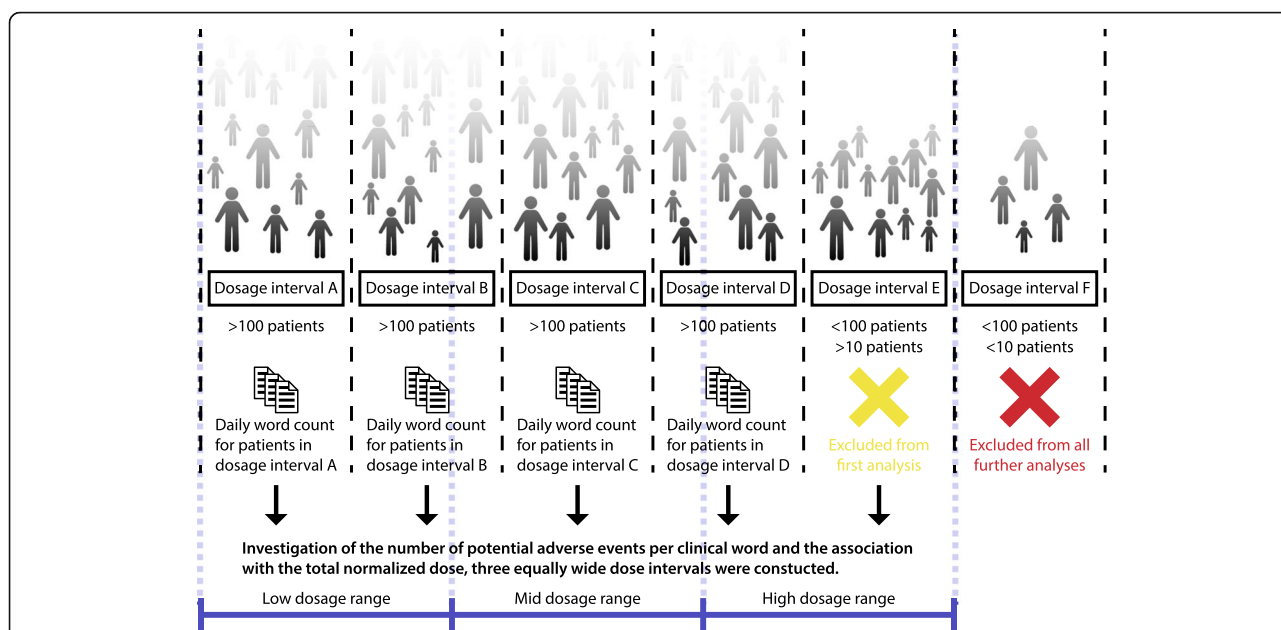 Dosage interval A
Dosage interval B
Dosage interval C
Dosage interval D
Dosage interval E
Dosage interval F
>100 patients
>100 patients
>100 patients
>100 patients
<100 patients
>10 patients
<100 patients
<10 patients
Daily word count
for patients in
dosage interval A
Daily word count
for patients in
dosage interval B
Daily word count
for patients in
dosage interval C
Daily word count
for patients in
dosage interval D
Excluded from
first analysis
Excluded from all
further analyses
Investigation of the number of potential adverse events per clinical word and the association
with the total normalized dose, three equally wide dose intervals were constucted.
Low dosage range
Mid dosage range
High dosage range